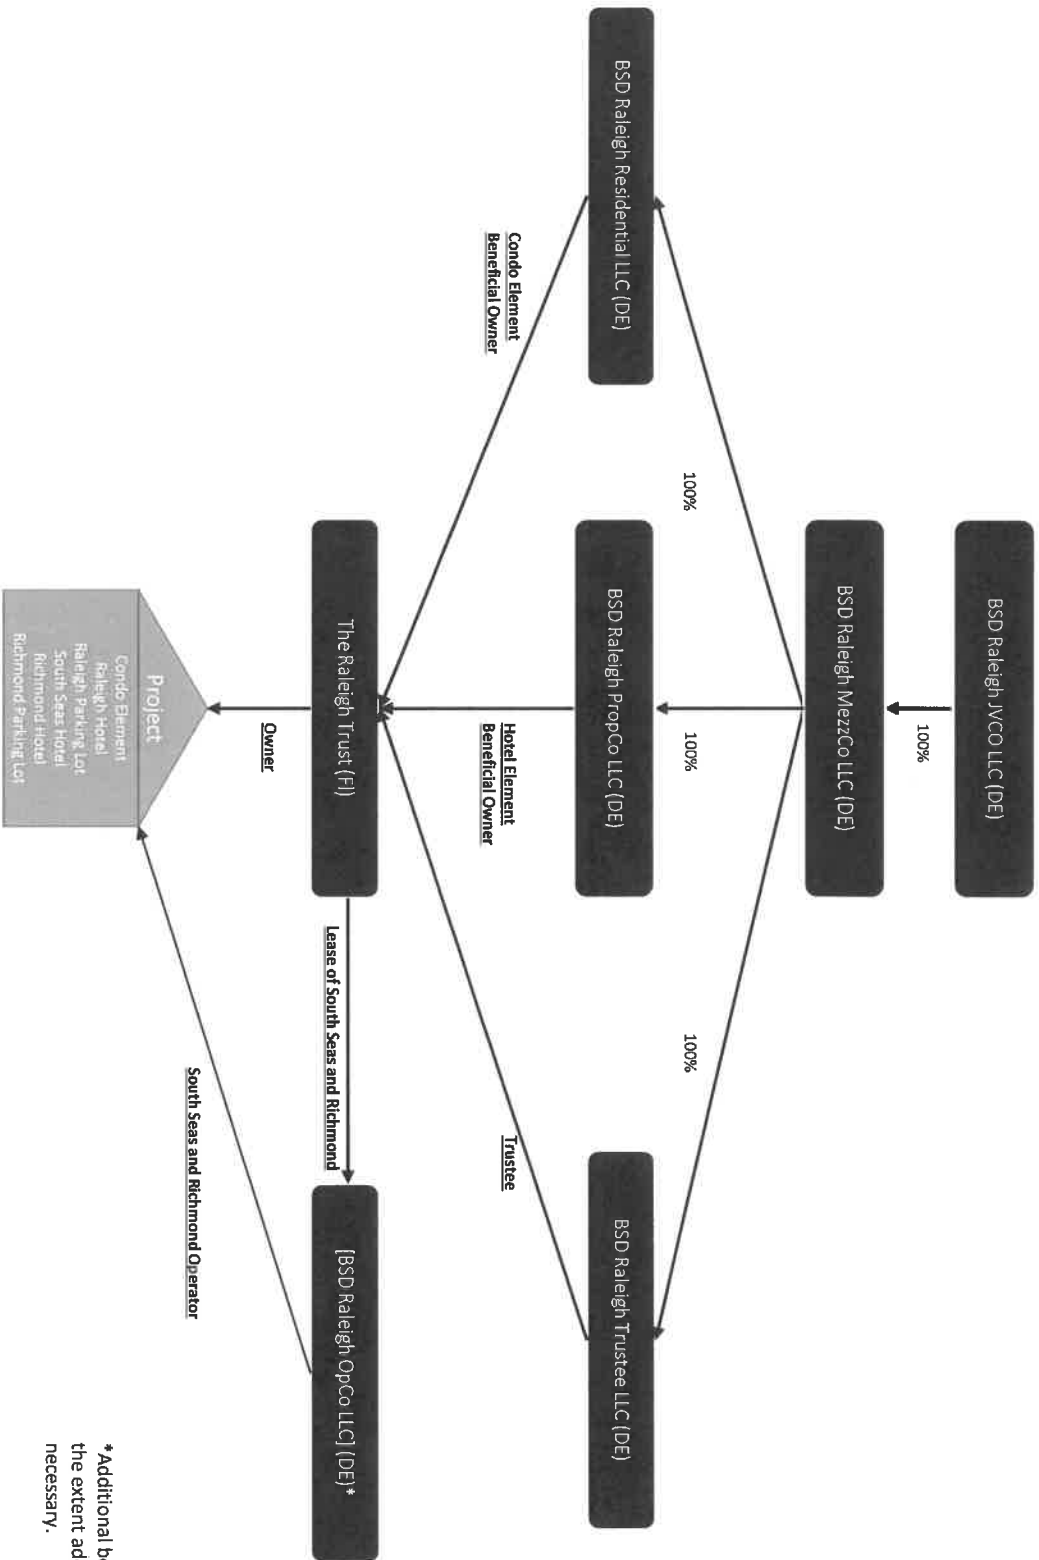 BSD Raleigh JVCO LLC (DE)
100%
BSD Raleigh MezzCo LLC (DE)
100%
100%
100%
BSD Raleigh Residential LLC (DE)
BSD Raleigh PropCo LLC (DE)
BSD Raleigh Trustee LLC (DE)
Condo Element
Beneficial Owner
Hotel Element
Beneficial Owner
Trustee
The Raleigh Trust (Fl)
Lease of South Seas and Richmond
[BSD Raleigh OpCo LLC] (DE)*
Owner
South Seas and Richmond Operator
Project
Condo Element
Raleigh Hotel
Raleigh Parking Lot
South Seas Hotel
Richmond Hotel
Richmond Parking Lot
*Additional be
the extent ad
necessary.